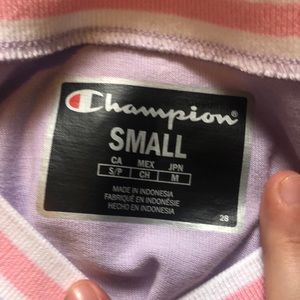 Champion
SMALL
CA MEX JPN
S/P CH M
MADE IN INDONESIA
FABRIQUÉ EN INDONÉSIE
HECHO EN INDONESIA
28